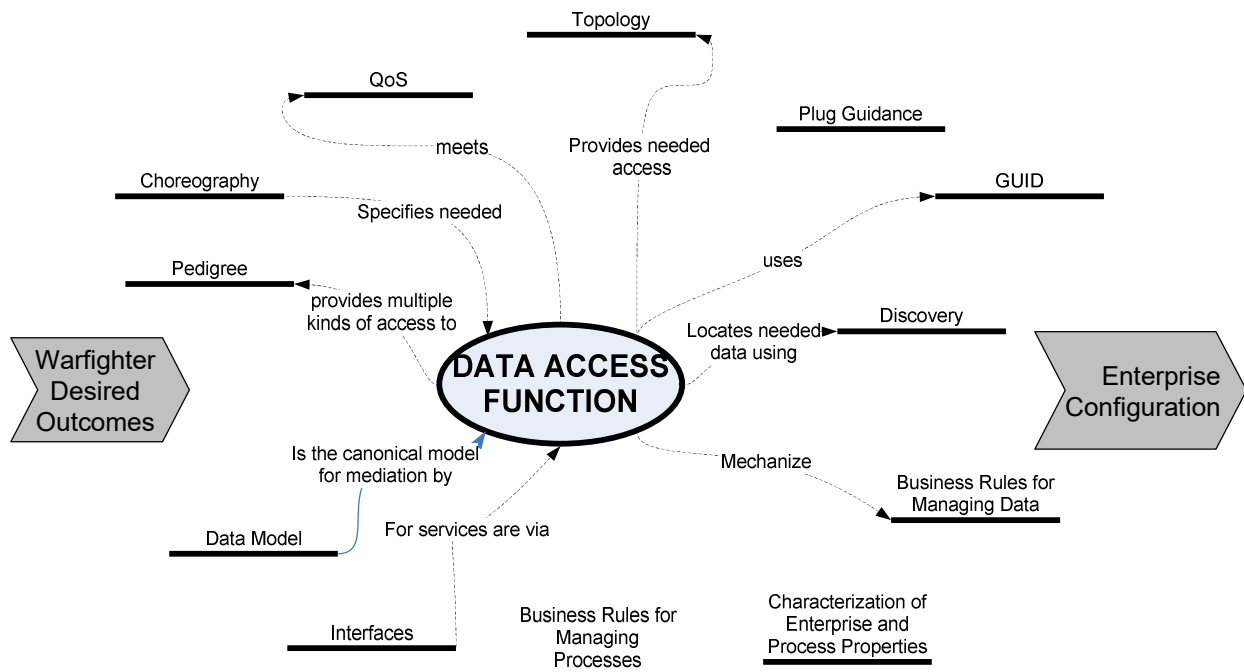 Topology
QoS
Plug Guidance
meets
Provides needed
access
Choreography
GUID
Specifies needed
uses
Pedigree
provides multiple
kinds of access to
Discovery
Locates needed
data using
Warfighter
Desired
Outcomes
DATA ACCESS
FUNCTION
Enterprise
Configuration
Is the canonical model
for mediation by
Mechanize
Business Rules for
Managing Data
For services are via
Data Model
Interfaces
Business Rules for
Managing
Processes
Characterization of
Enterprise and
Process Properties